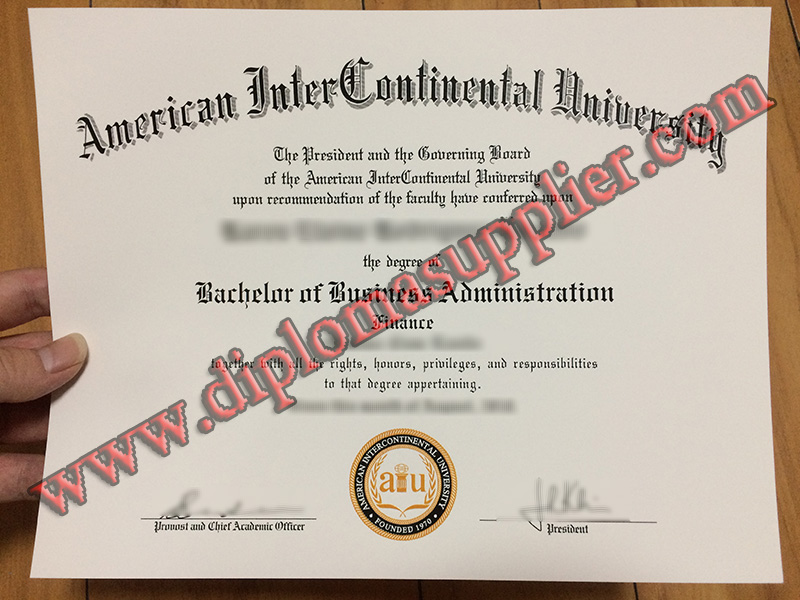 American InterContinental University
The President and the Governing Board
of the American InterContinental University
upon recommendation of the faculty have conferred upon
the degree of
Bachelor of Business Administration
Finance
together with all the rights, honors, privileges, and responsibilities
to that degree appertaining.
www.diplomasupplier.com
AMERICAN INTERCONTINENTAL UNIVERSITY
aiu
FOUNDED 1970
Provost and Chief Academic Officer
President